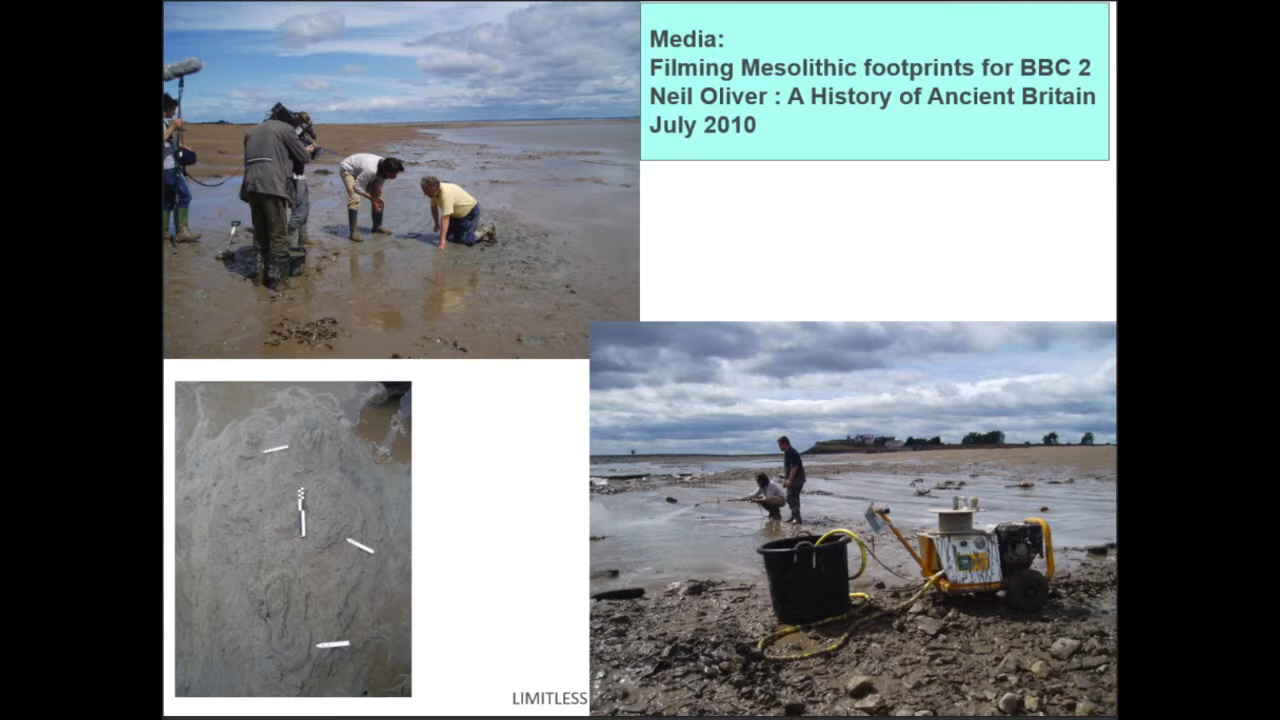 Media:
Filming Mesolithic footprints for BBC 2
Neil Oliver : A History of Ancient Britain
July 2010
LIMITLESS